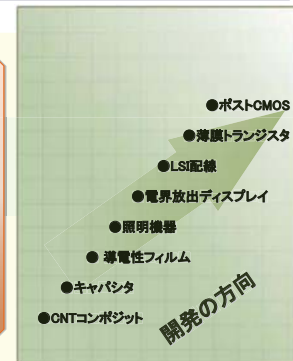 ●ポストCMOS
●薄膜トランジスタ
●LSI配線
●電界放出ディスプレイ
●照明機器
● 導電性フィルム
●キャパシタ
●CNTコンポジット
開発の方向